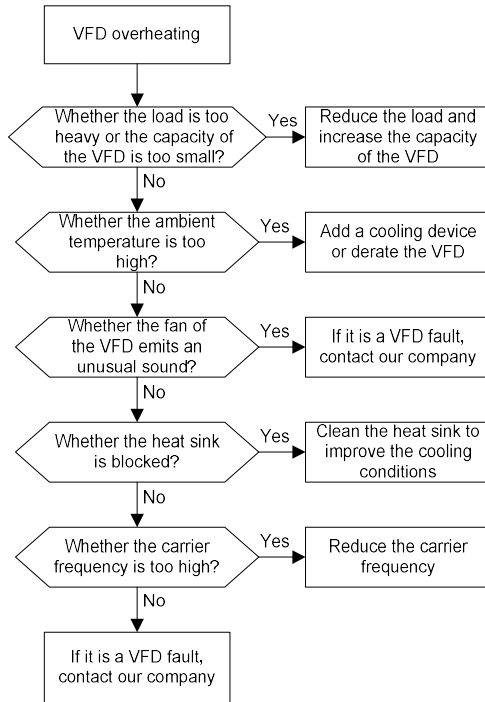 VFD overheating
Whether the load is too
heavy or the capacity of
the VFD is too small?
Yes
Reduce the load and
increase the capacity
of the VFD
No
Whether the ambient
temperature is too
high?
Yes
Add a cooling device
or derate the VFD
No
Whether the fan of
the VFD emits an
unusual sound?
Yes
If it is a VFD fault,
contact our company
No
Whether the heat sink
is blocked?
Yes
Clean the heat sink to
improve the cooling
conditions
No
Whether the carrier
frequency is too high?
Yes
Reduce the carrier
frequency
No
If it is a VFD fault,
contact our company